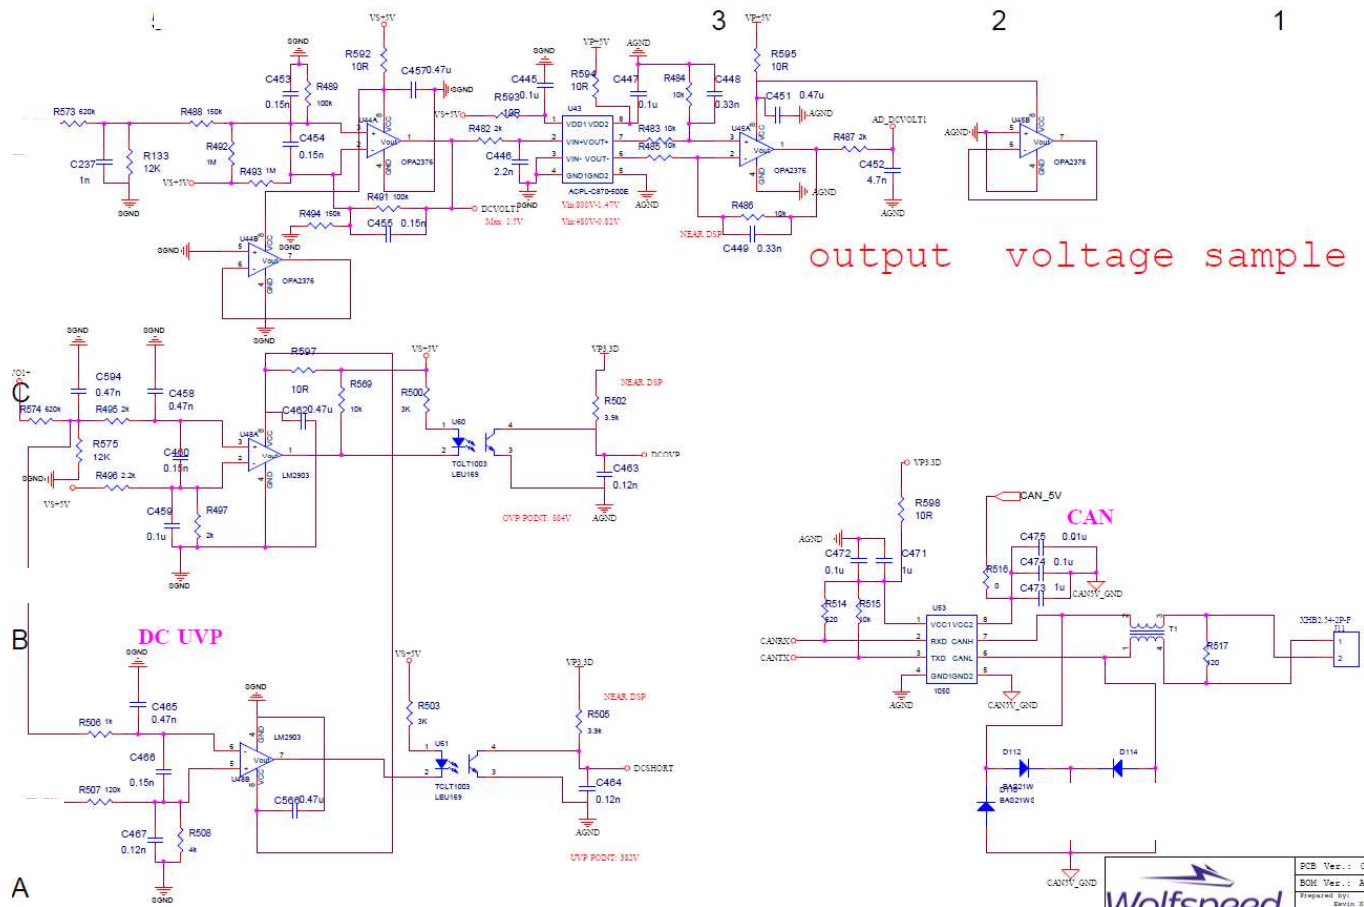 3
2
1
VS+5V
VP+5V
SGND
R592
10R
C457 0.47u
C453
0.15n
R489
100k
SGND
C445
0.1u
VP+5V
R594
10R
AGND
C447
0.1u
R484
10k
C448
0.33n
R595
10R
C451
0.47u
AGND
R573 620k
R488 150k
U44A
R593
10R
VS+5V
U43
VDD1 VDD2
VIN+ VOUT+
VIN- VOUT-
GND1 GND2
ACPL-C870-500E
R483 10k
R485 10k
U45A
AD_DCVOLT1
R487 2k
U45B
AGND
C237
1n
R133
12K
R492
1M
C454
0.15n
R493 1M
VS+5V
SGND
OPA2376
R482 2k
C446
2.2n
SGND
AGND
OPA2376
AGND
C452
4.7n
AGND
OPA2376
AGND
R491 100k
R494 150k
C455 0.15n
SGND
DCVOLT1
Max: 1.5V
Vin:800V-1.47V
Vin:480V-0.82V
R486
10k
NEAR DSP
C449 0.33n
output voltage sample
U44B
SGND
OPA2376
SGND
SGND
SGND
SGND
VS+5V
VP3.3D
R597
10R
C
C594
0.47n
C458
0.47n
C462 0.47u
R569
10k
R500
3K
NEAR DSP
R502
3.9k
R574 620k
R495 2k
R575
12K
U46A
U60
TCLT1003
LEU169
DCOVP
SGND
R496 2.2k
VS+5V
C460
0.15n
LM2903
C463
0.12n
C459
0.1u
R497
2k
SGND
OVP POINT: 884V
AGND
VP3.3D
R598
10R
CAN_5V
CAN
AGND
C472
0.1u
C471
1u
C475 0.01u
C474 0.1u
C473 1u
CAN5V_GND
R516
0
R514
R515
10k
U53
VCC1 VCC2
RXD CANH
TXD CANL
GND1 GND2
1050
CANRX
CANTX
AGND
CAN5V_GND
T1
R517
XHB2.54-2P-F
J11
1
2
B
DC UVP
SGND
VS+5V
VP3.3D
C465
0.47n
R503
3K
NEAR DSP
R505
3.9k
R506 1k
LM2903
U61
TCLT1003
LEU169
DCSHORT
C466
0.15n
U46B
R507 120k
C566 0.47u
C464
0.12n
AGND
C467
0.12n
R508
4k
SGND
UVP POINT: 382V
D112
BAS21W
D114
CAN5V_GND
A
Wolfspeed
PCB Ver.:
BOM Ver.: A
Prepared by: